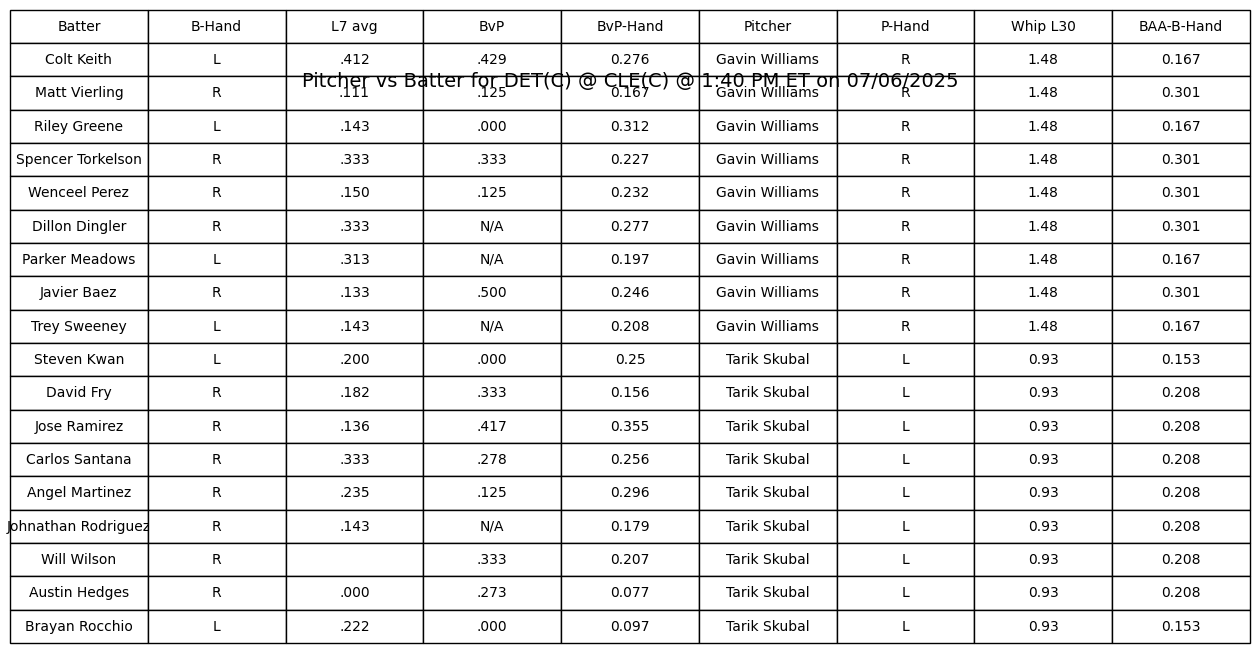 Batter B-Hand L7 avg BvP BvP-Hand Pitcher P-Hand Whip L30 BAA-B-Hand
Colt Keith L .412 .429 0.276 Gavin Williams R 1.48 0.167
Pitcher vs Batter for DET(C) @ CLE(C) @ 1:40 PM ET on 07/06/2025
Matt Vierling R .111 .125 0.167 Gavin Williams R 1.48 0.301
Riley Greene L .143 .000 0.312 Gavin Williams R 1.48 0.167
Spencer Torkelson R .333 .333 0.227 Gavin Williams R 1.48 0.301
Wenceel Perez R .150 .125 0.232 Gavin Williams R 1.48 0.301
Dillon Dingler R .333 N/A 0.277 Gavin Williams R 1.48 0.301
Parker Meadows L .313 N/A 0.197 Gavin Williams R 1.48 0.167
Javier Baez R .133 .500 0.246 Gavin Williams R 1.48 0.301
Trey Sweeney L .143 N/A 0.208 Gavin Williams R 1.48 0.167
Steven Kwan L .200 .000 0.25 Tarik Skubal L 0.93 0.153
David Fry R .182 .333 0.156 Tarik Skubal L 0.93 0.208
Jose Ramirez R .136 .417 0.355 Tarik Skubal L 0.93 0.208
Carlos Santana R .333 .278 0.256 Tarik Skubal L 0.93 0.208
Angel Martinez R .235 .125 0.296 Tarik Skubal L 0.93 0.208
Johnathan Rodriguez R .143 N/A 0.179 Tarik Skubal L 0.93 0.208
Will Wilson R .333 0.207 Tarik Skubal L 0.93 0.208
Austin Hedges R .000 .273 0.077 Tarik Skubal L 0.93 0.208
Brayan Rocchio L .222 .000 0.097 Tarik Skubal L 0.93 0.153